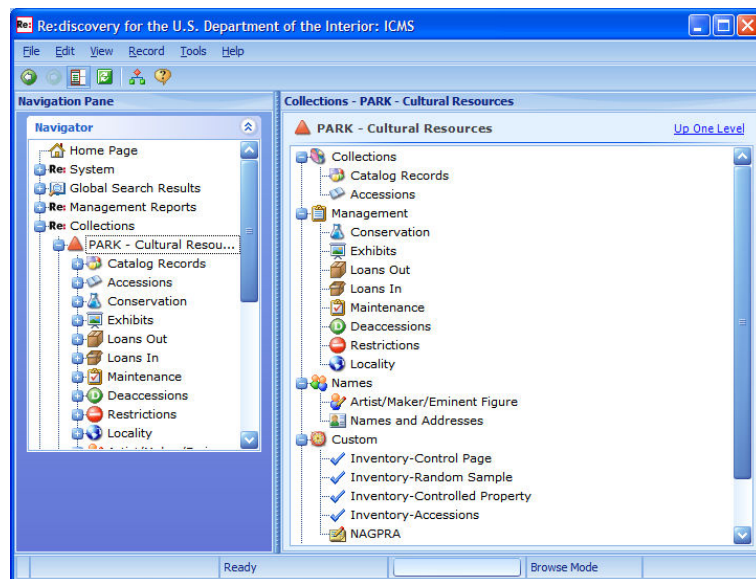 Re: Re:discovery for the U.S. Department of the Interior: ICMS
File Edit View Record Tools Help
Navigation Pane
Navigator
Home Page
Re: System
Global Search Results
Re: Management Reports
Re: Collections
PARK - Cultural Resou...
Catalog Records
Accessions
Conservation
Exhibits
Loans Out
Loans In
Maintenance
Deaccessions
Restrictions
Locality
Collections - PARK - Cultural Resources
PARK - Cultural Resources Up One Level
Collections
Catalog Records
Accessions
Management
Conservation
Exhibits
Loans Out
Loans In
Maintenance
Deaccessions
Restrictions
Locality
Names
Artist/Maker/Eminent Figure
Names and Addresses
Custom
Inventory-Control Page
Inventory-Random Sample
Inventory-Controlled Property
Inventory-Accessions
NAGPRA
Ready Browse Mode